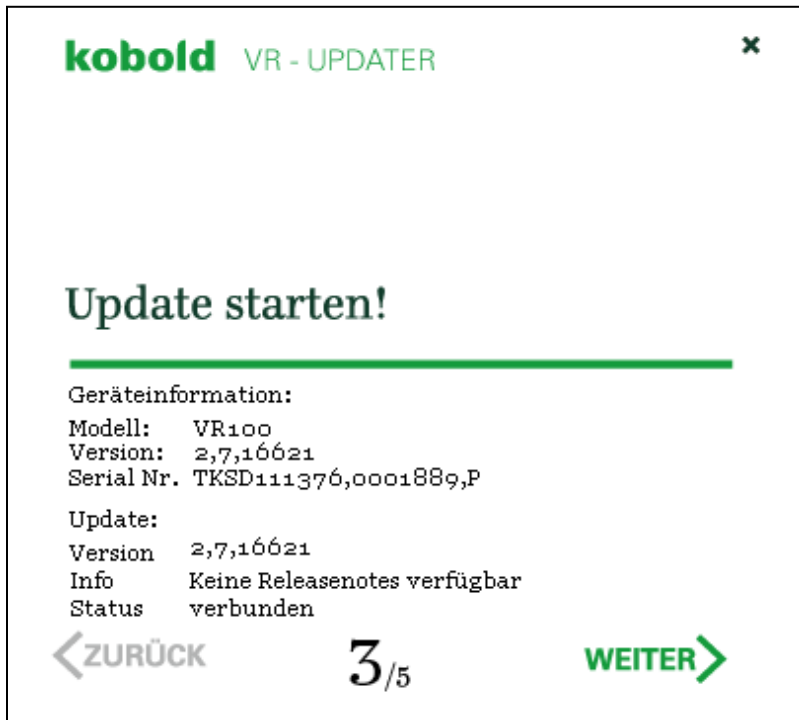 kobold VR - UPDATER
Update starten!
Geräteinformation:
Modell: VR100
Version: 2,7,16621
Serial Nr. TKSD111376,0001889,P
Update:
Version 2,7,16621
Info Keine Releasenotes verfügbar
Status verbunden
ZURÜCK 3/5 WEITER